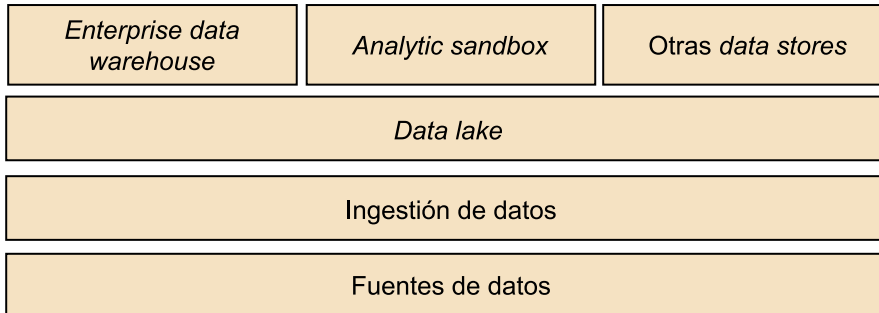 Enterprise data
warehouse
Analytic sandbox
Otras data stores
Data lake
Ingestión de datos
Fuentes de datos